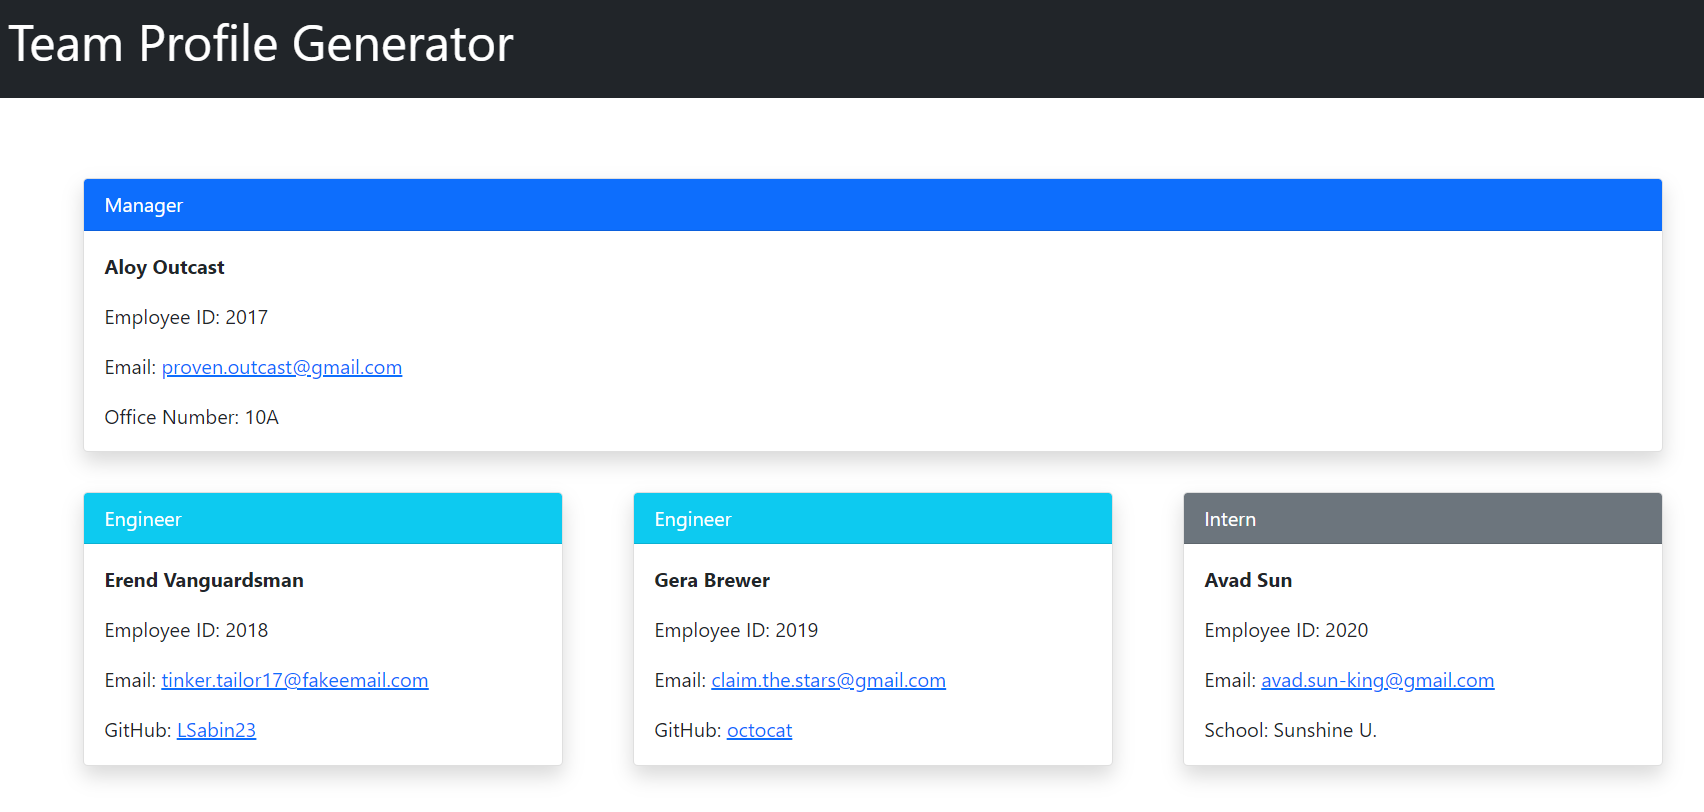 Team Profile Generator
Manager
Aloy Outcast
Employee ID: 2017
Email: proven.outcast@gmail.com
Office Number: 10A
Engineer
Erend Vanguardsman
Employee ID: 2018
Email: tinker.tailor17@fakeemail.com
GitHub: LSabin23
Engineer
Gera Brewer
Employee ID: 2019
Email: claim.the.stars@gmail.com
GitHub: octocat
Intern
Avad Sun
Employee ID: 2020
Email: avad.sun-king@gmail.com
School: Sunshine U.